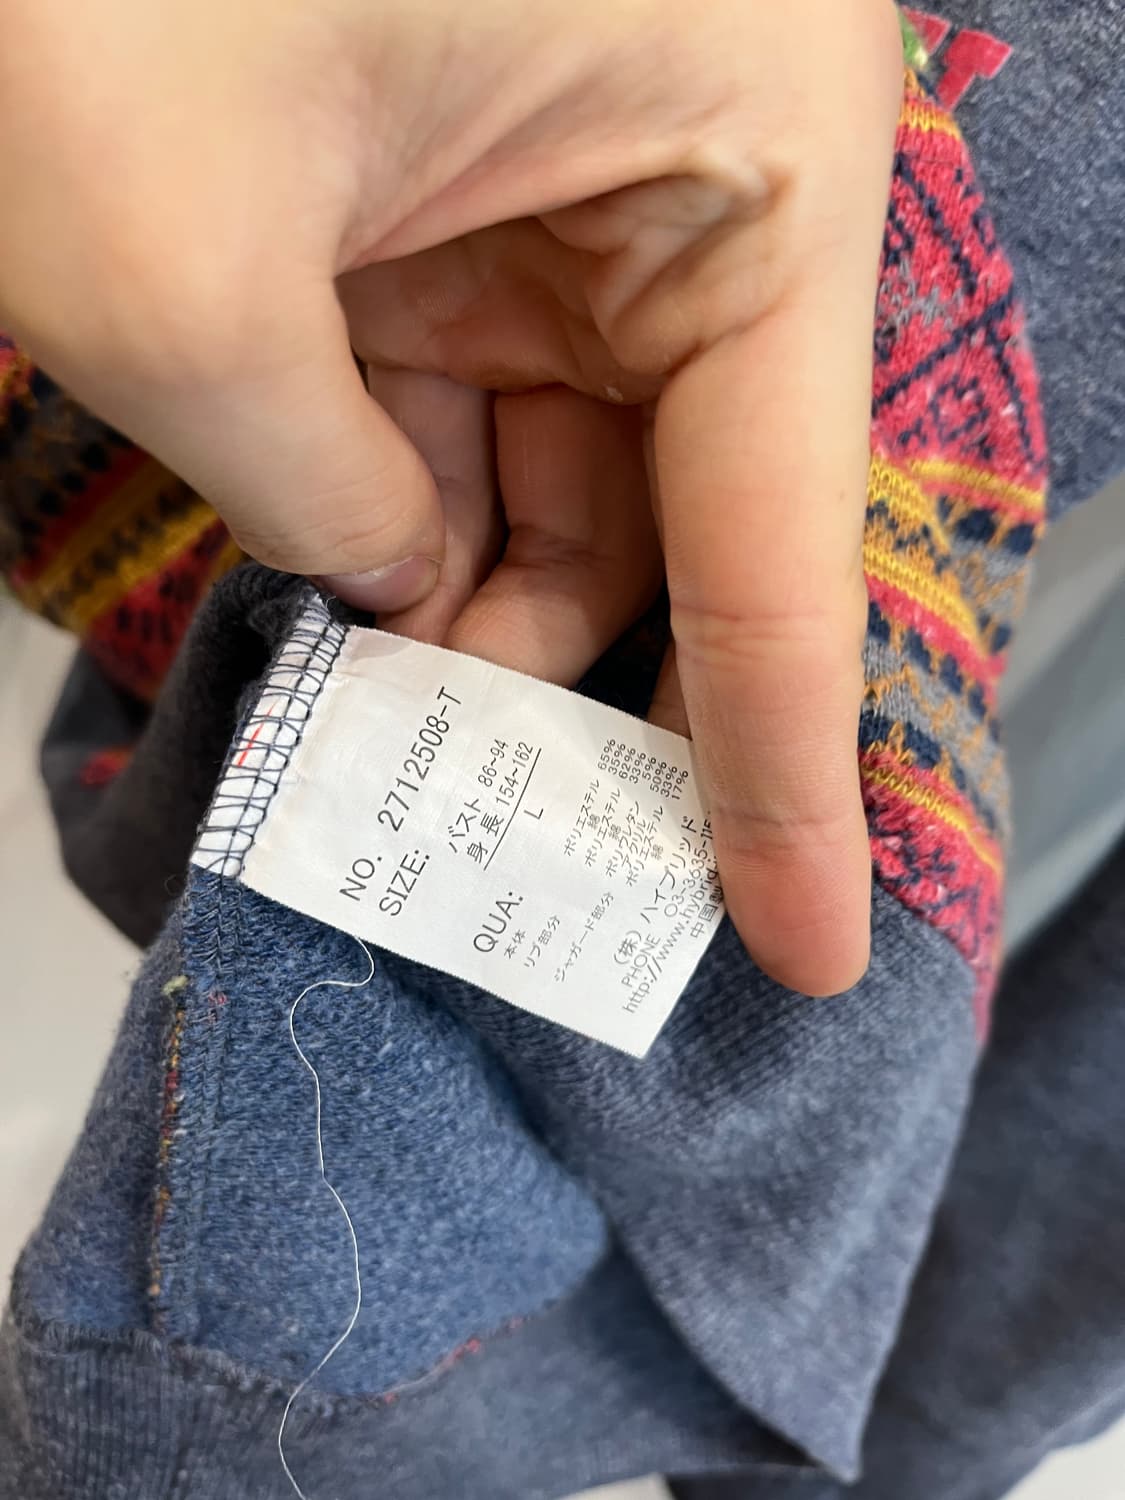 NO. 2712508-T
SIZE: バスト 86~94
身長 154~162
L
QUA:
本体 ポリエステル 65%
綿 35%
リブ部分 ポリエステル 62%
綿 33%
ポリウレタン 5%
ジャガード部分 アクリル 50%
ポリエステル 33%
綿 17%
(株) ハイブリッド
PHONE 03-3635-115
http://www.hybrid.
中国製